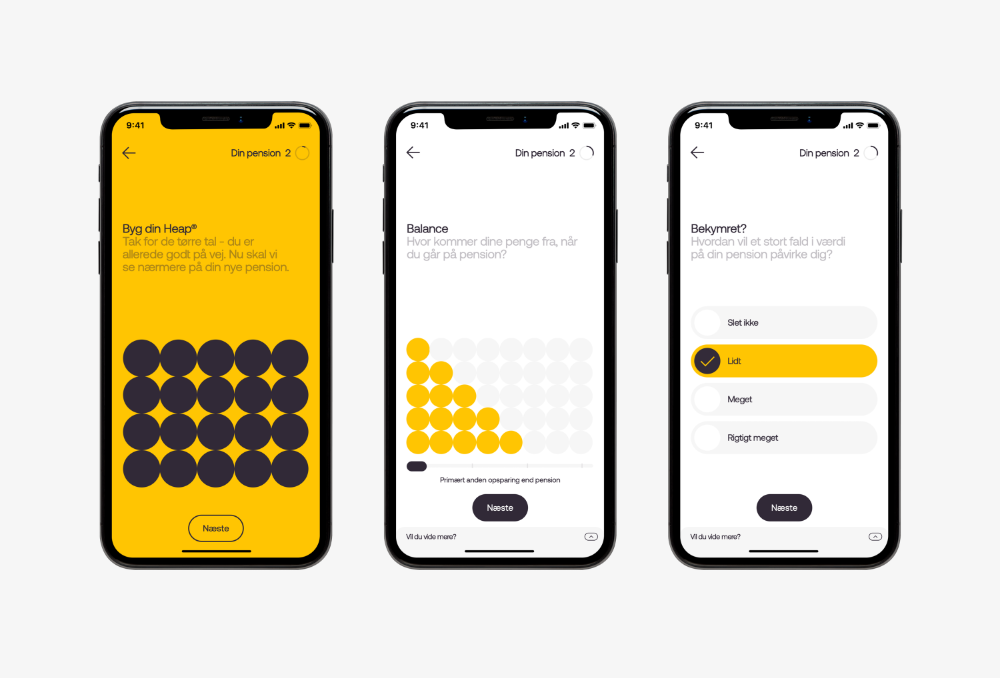 9:41
Din pension 2
Byg din Heap®
Tak for de tørre tal - du er
allerede godt på vej. Nu skal vi
se nærmere på din nye pension.
Næste
9:41
Din pension 2
Balance
Hvor kommer dine penge fra, når
du går på pension?
Primært anden opsparing end pension
Næste
Vil du vide mere?
9:41
Din pension 2
Bekymret?
Hvordan vil et stort fald i værdi
på din pension påvirke dig?
Slet ikke
Lidt
Meget
Rigtigt meget
Næste
Vil du vide mere?